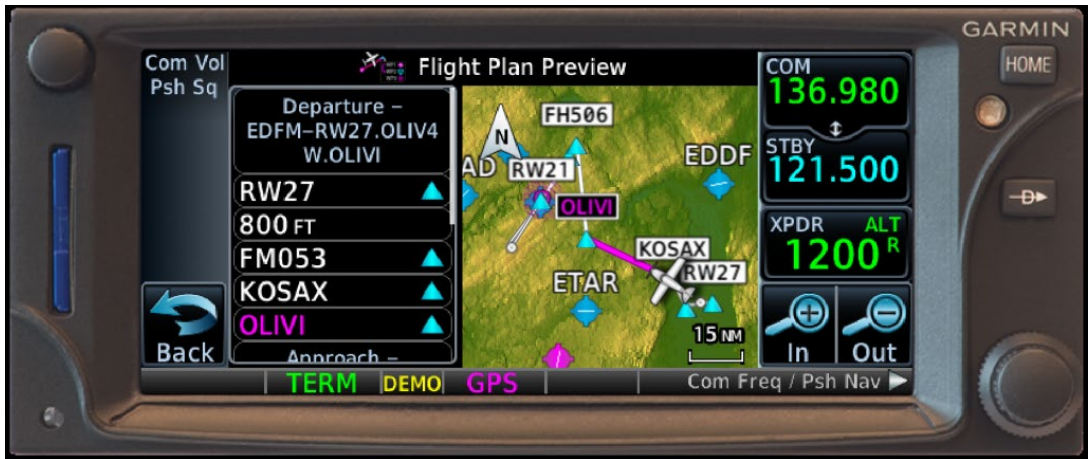 GARMIN
HOME
Com Vol
Psh Sq
Flight Plan Preview
Departure –
EDFM–RW27.OLIV4
W.OLIVI
RW27
800 FT
FM053
KOSAX
OLIVI
Approach –
N
FH506
AD
RW21
EDDF
OLIVI
KOSAX
RW27
ETAR
15 NM
COM
136.980
STBY
121.500
XPDR ALT
1200 R
In
Out
D
Back
TERM DEMO GPS Com Freq / Psh Nav